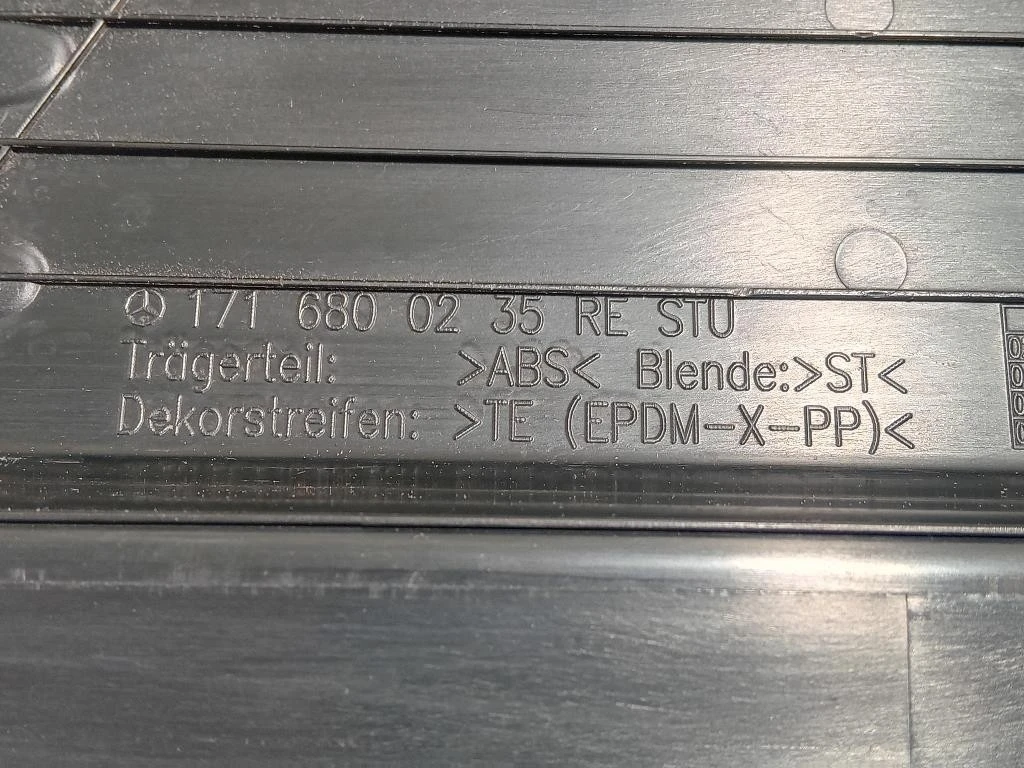 171 680 02 35 RE STU
Trägerteil: >ABS< Blende:>ST<
Dekorstreifen: >TE (EPDM-X-PP)<